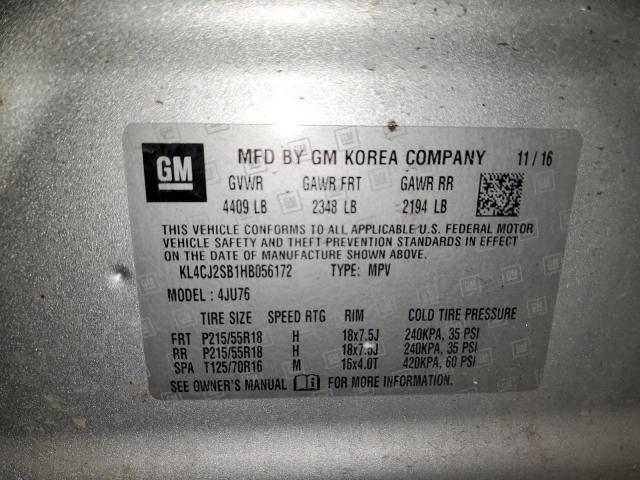 GM MFD BY GM KOREA COMPANY 11/16
GVWR GAWR FRT GAWR RR
4409 LB 2348 LB 2194 LB
THIS VEHICLE CONFORMS TO ALL APPLICABLE U.S. FEDERAL MOTOR
VEHICLE SAFETY AND THEFT PREVENTION STANDARDS IN EFFECT
ON THE DATE OF MANUFACTURE SHOWN ABOVE.
KL4CJ2SB1HB056172 TYPE: MPV
MODEL : 4JU76
TIRE SIZE SPEED RTG RIM COLD TIRE PRESSURE
FRT P215/55R18 H 18x7.5J 240KPA, 35 PSI
RR P215/55R18 H 18x7.5J 240KPA, 35 PSI
SPA T125/70R16 M 16x4.0T 420KPA, 60 PSI
SEE OWNER'S MANUAL FOR MORE INFORMATION.